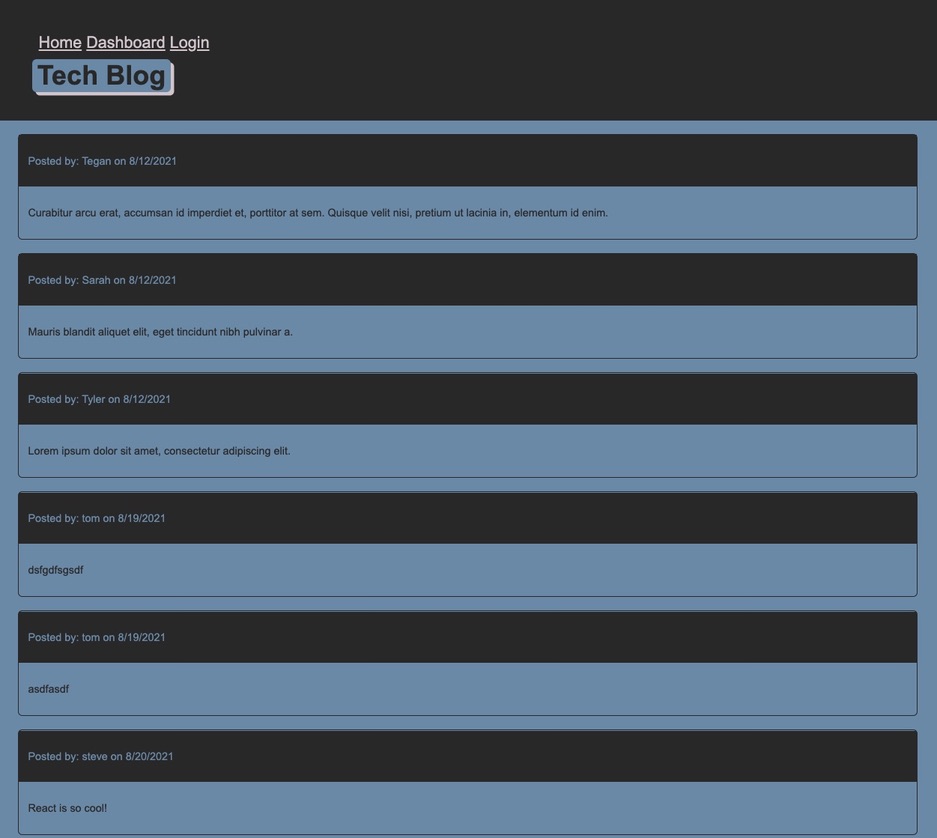 Home Dashboard Login
Tech Blog
Posted by: Tegan on 8/12/2021
Curabitur arcu erat, accumsan id imperdiet et, porttitor at sem. Quisque velit nisi, pretium ut lacinia in, elementum id enim.
Posted by: Sarah on 8/12/2021
Mauris blandit aliquet elit, eget tincidunt nibh pulvinar a.
Posted by: Tyler on 8/12/2021
Lorem ipsum dolor sit amet, consectetur adipiscing elit.
Posted by: tom on 8/19/2021
dsfgdfsgsdf
Posted by: tom on 8/19/2021
asdfasdf
Posted by: steve on 8/20/2021
React is so cool!